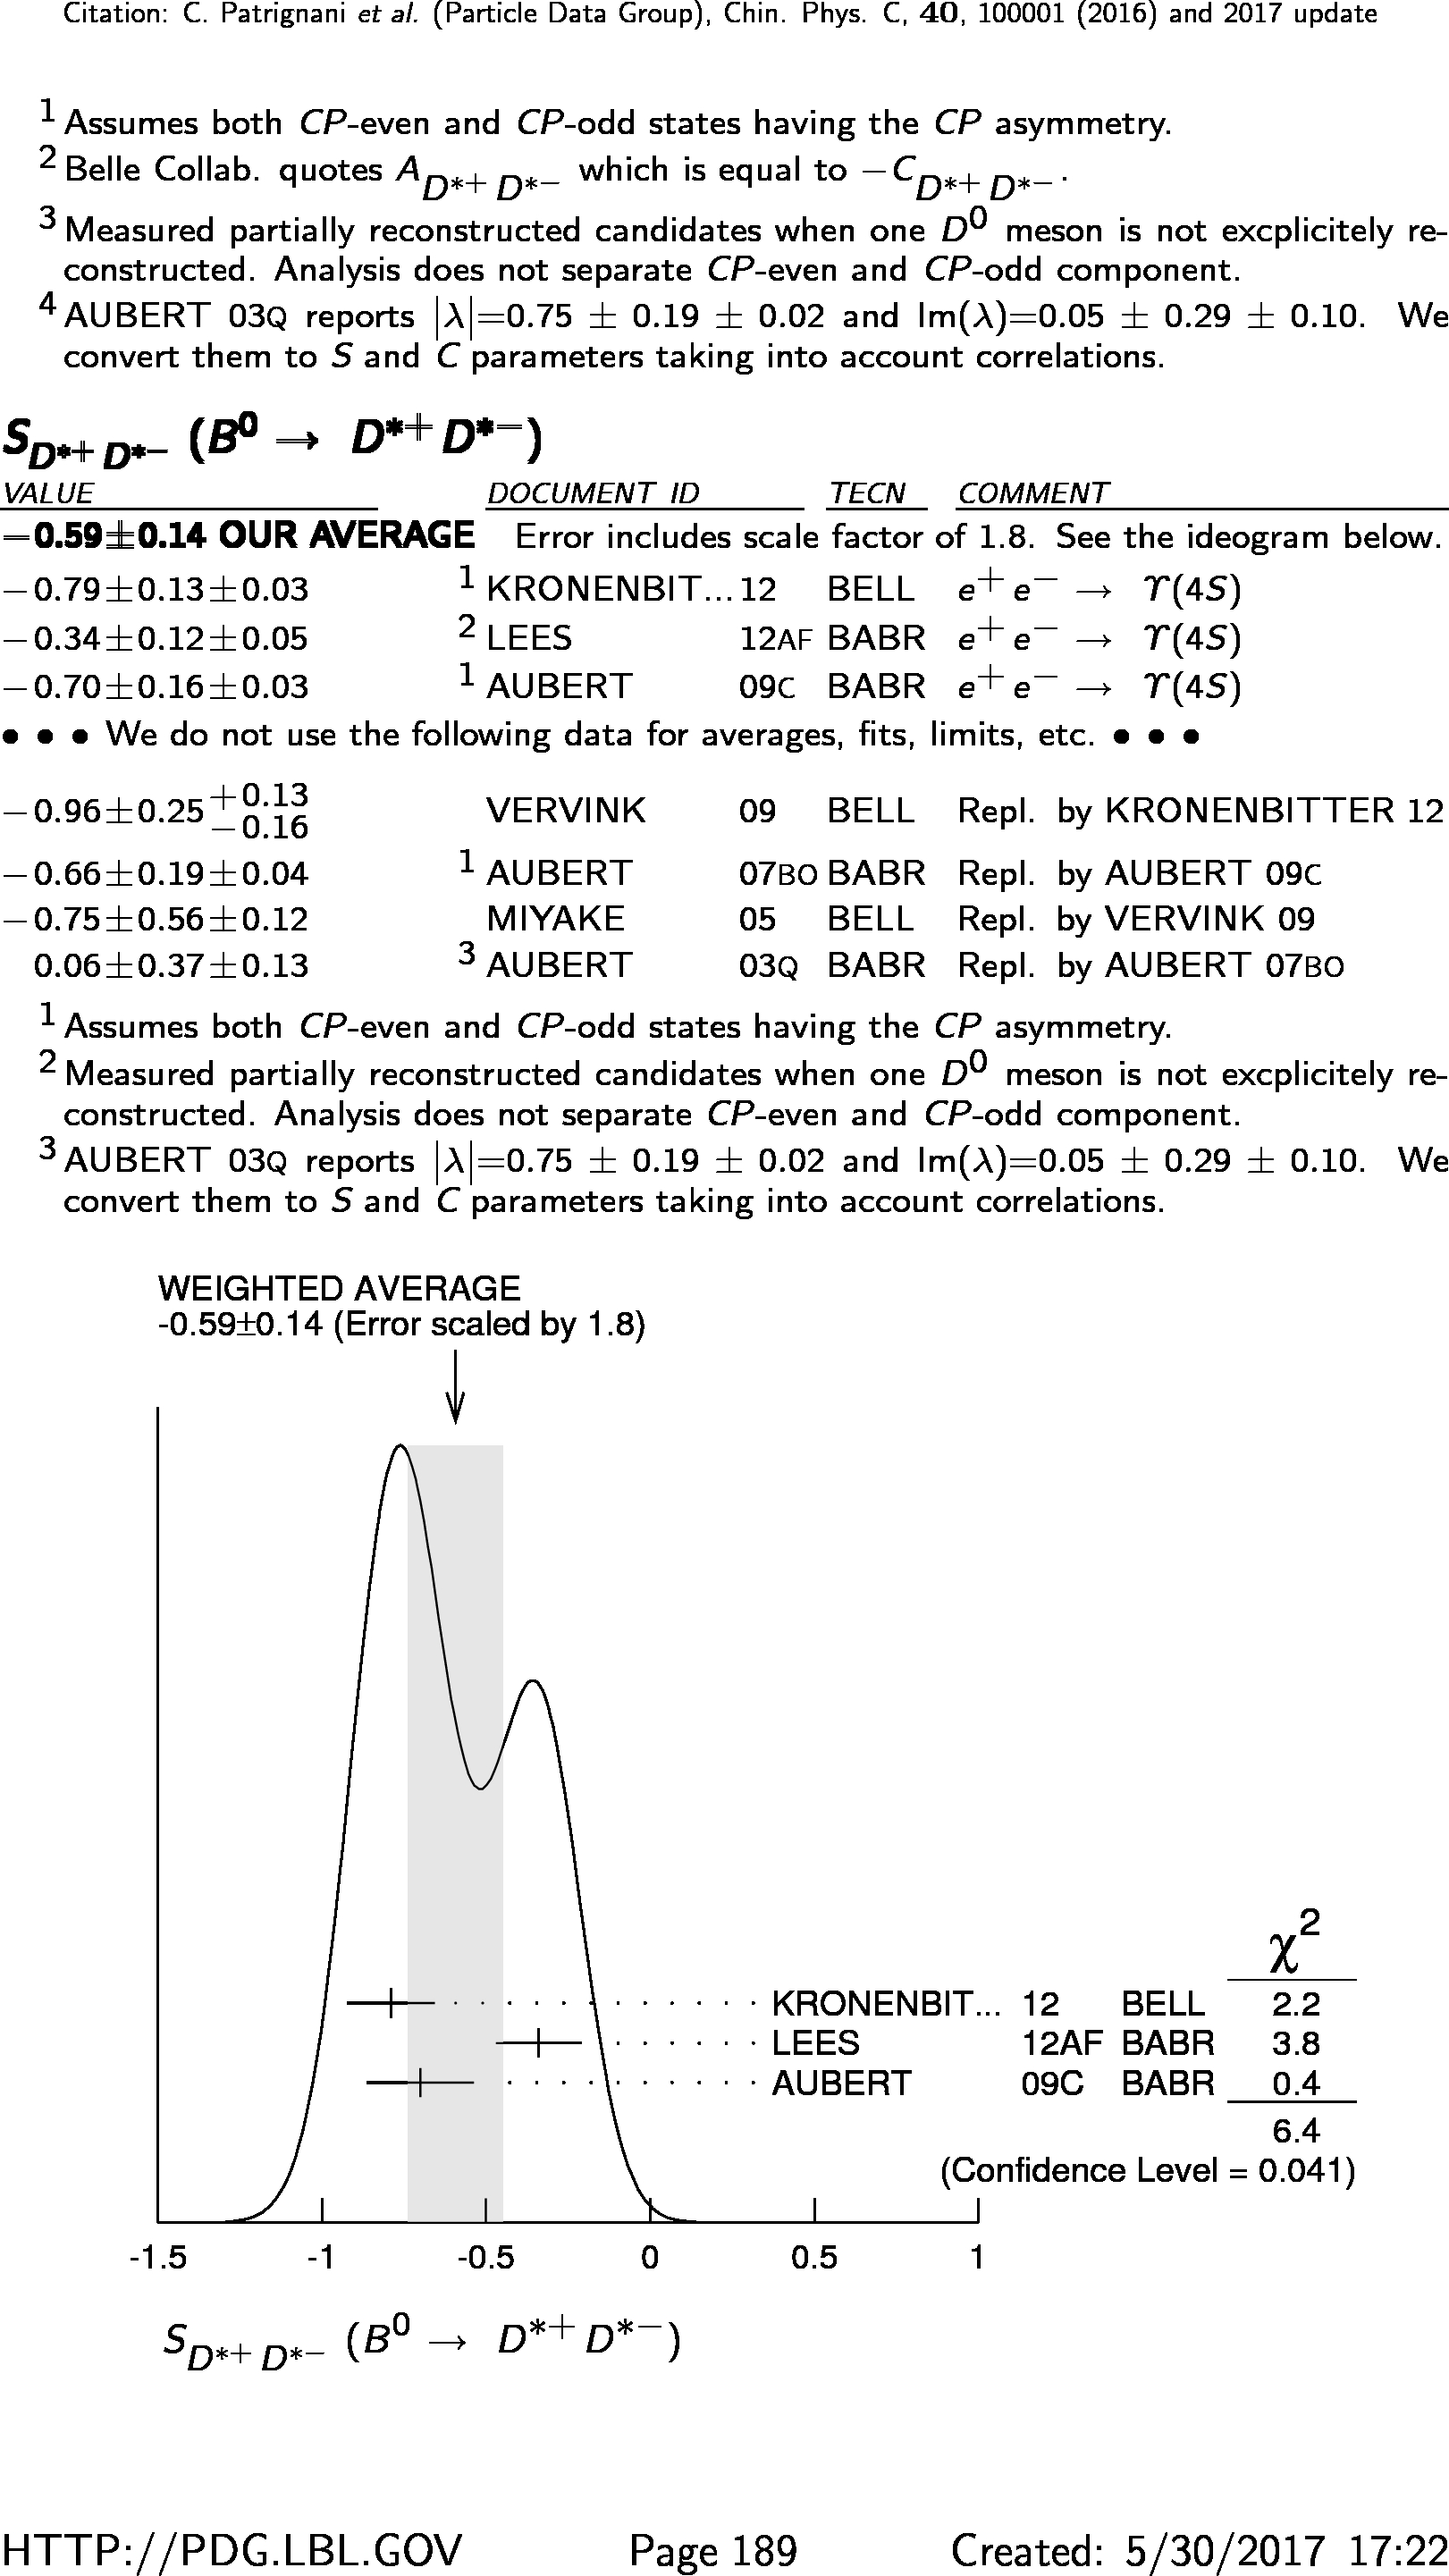 Citation: C. Patrignani et al. (Particle Data Group), Chin. Phys. C, 40, 100001 (2016) and 2017 update
1 Assumes both CP-even and CP-odd states having the CP asymmetry.
2 Belle Collab. quotes A_{D*+ D*−} which is equal to −C_{D*+ D*−}.
3 Measured partially reconstructed candidates when one D^0 meson is not excplicitely re-
constructed. Analysis does not separate CP-even and CP-odd component.
4 AUBERT 03Q reports |λ|=0.75 ± 0.19 ± 0.02 and Im(λ)=0.05 ± 0.29 ± 0.10. We
convert them to S and C parameters taking into account correlations.
S_{D*+ D*−} (B^0 → D*+ D*−)
VALUE DOCUMENT ID TECN COMMENT
−0.59±0.14 OUR AVERAGE Error includes scale factor of 1.8. See the ideogram below.
−0.79±0.13±0.03 1 KRONENBIT...12 BELL e+ e− → ϒ(4S)
−0.34±0.12±0.05 2 LEES 12AF BABR e+ e− → ϒ(4S)
−0.70±0.16±0.03 1 AUBERT 09C BABR e+ e− → ϒ(4S)
• • • We do not use the following data for averages, fits, limits, etc. • • •
−0.96±0.25+0.13−0.16 VERVINK 09 BELL Repl. by KRONENBITTER 12
−0.66±0.19±0.04 1 AUBERT 07BO BABR Repl. by AUBERT 09C
−0.75±0.56±0.12 MIYAKE 05 BELL Repl. by VERVINK 09
0.06±0.37±0.13 3 AUBERT 03Q BABR Repl. by AUBERT 07BO
1 Assumes both CP-even and CP-odd states having the CP asymmetry.
2 Measured partially reconstructed candidates when one D^0 meson is not excplicitely re-
constructed. Analysis does not separate CP-even and CP-odd component.
3 AUBERT 03Q reports |λ|=0.75 ± 0.19 ± 0.02 and Im(λ)=0.05 ± 0.29 ± 0.10. We
convert them to S and C parameters taking into account correlations.
WEIGHTED AVERAGE
-0.59±0.14 (Error scaled by 1.8)
χ^2
KRONENBIT... 12 BELL 2.2
LEES 12AF BABR 3.8
AUBERT 09C BABR 0.4
6.4
(Confidence Level = 0.041)
-1.5 -1 -0.5 0 0.5 1
S_{D*+ D*−} (B^0 → D*+ D*−)
HTTP://PDG.LBL.GOV Page 189 Created: 5/30/2017 17:22